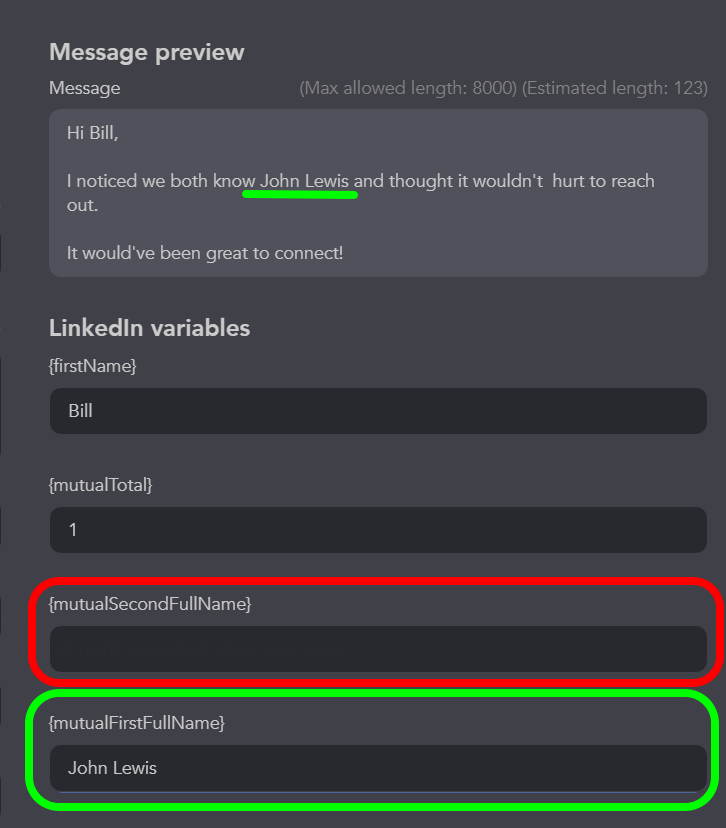 Message preview
Message (Max allowed length: 8000) (Estimated length: 123)
Hi Bill,
I noticed we both know John Lewis and thought it wouldn't  hurt to reach
out.
It would've been great to connect!
LinkedIn variables
{firstName}
Bill
{mutualTotal}
1
{mutualSecondFullName}
{mutualFirstFullName}
John Lewis